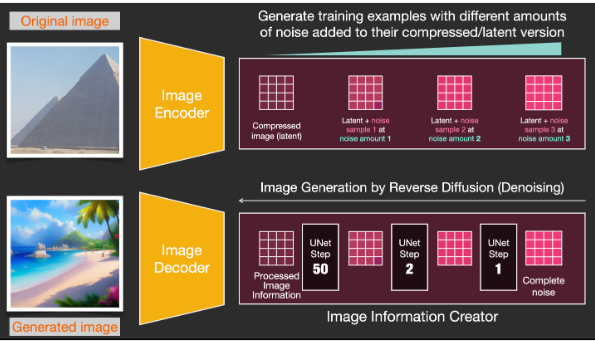 Original image
Generate training examples with different amounts
of noise added to their compressed/latent version
Image
Encoder
Compressed
image (latent)
Latent + noise
sample 1 at
noise amount 1
Latent + noise
sample 2 at
noise amount 2
Latent + noise
sample 3 at
noise amount 3
Image Generation by Reverse Diffusion (Denoising)
Image
Decoder
Processed
Image
Information
UNet
Step
50
UNet
Step
2
UNet
Step
1
Complete
noise
Generated image
Image Information Creator